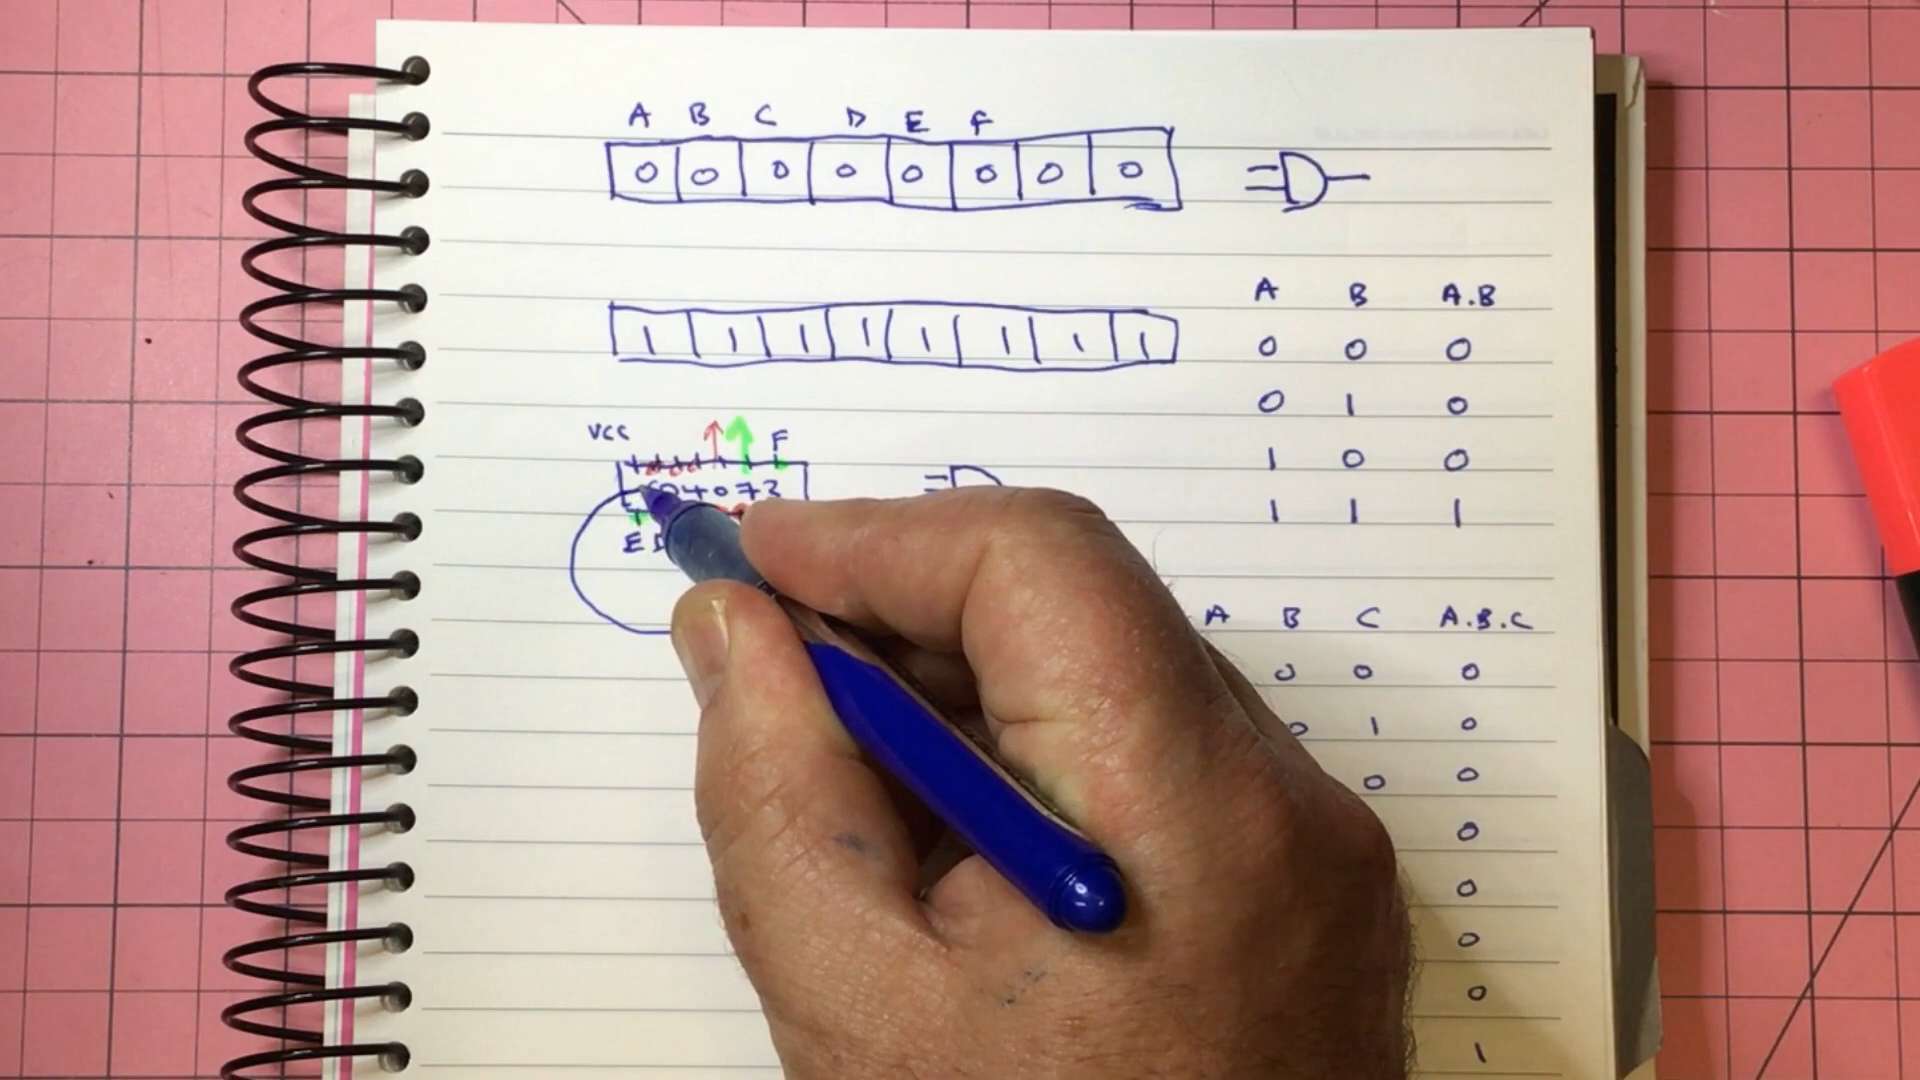 A B C D E F
0 0 0 0 0 0 0 0
1 1 1 1 1 1 1 1
A B A.B
0 0 0
0 1 0
1 0 0
1 1 1
VCC F
4073
E
A B C A.B.C
0 0 0
0 1 0
0 0
0
0
0
0
1